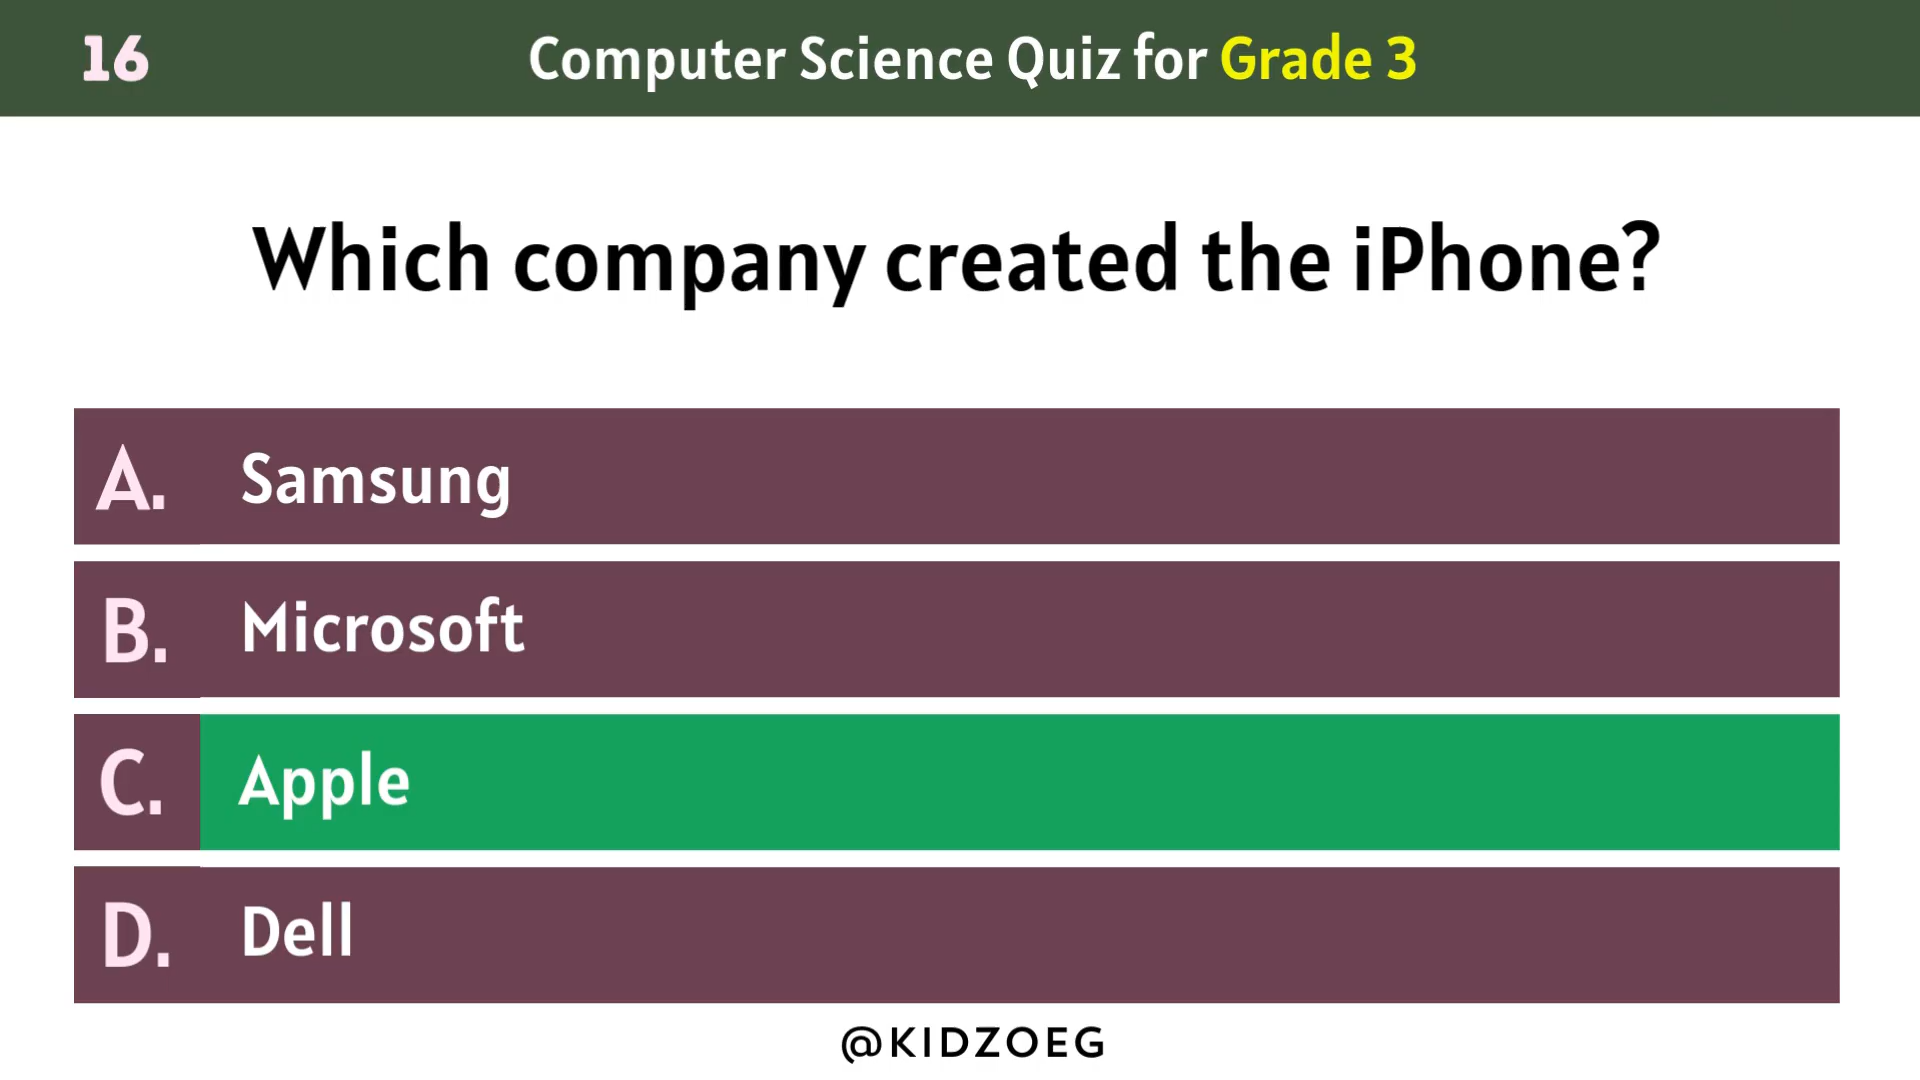 16
Computer Science Quiz for Grade 3
Which company created the iPhone?
A. Samsung
B. Microsoft
C. Apple
D. Dell
@KIDZOEG